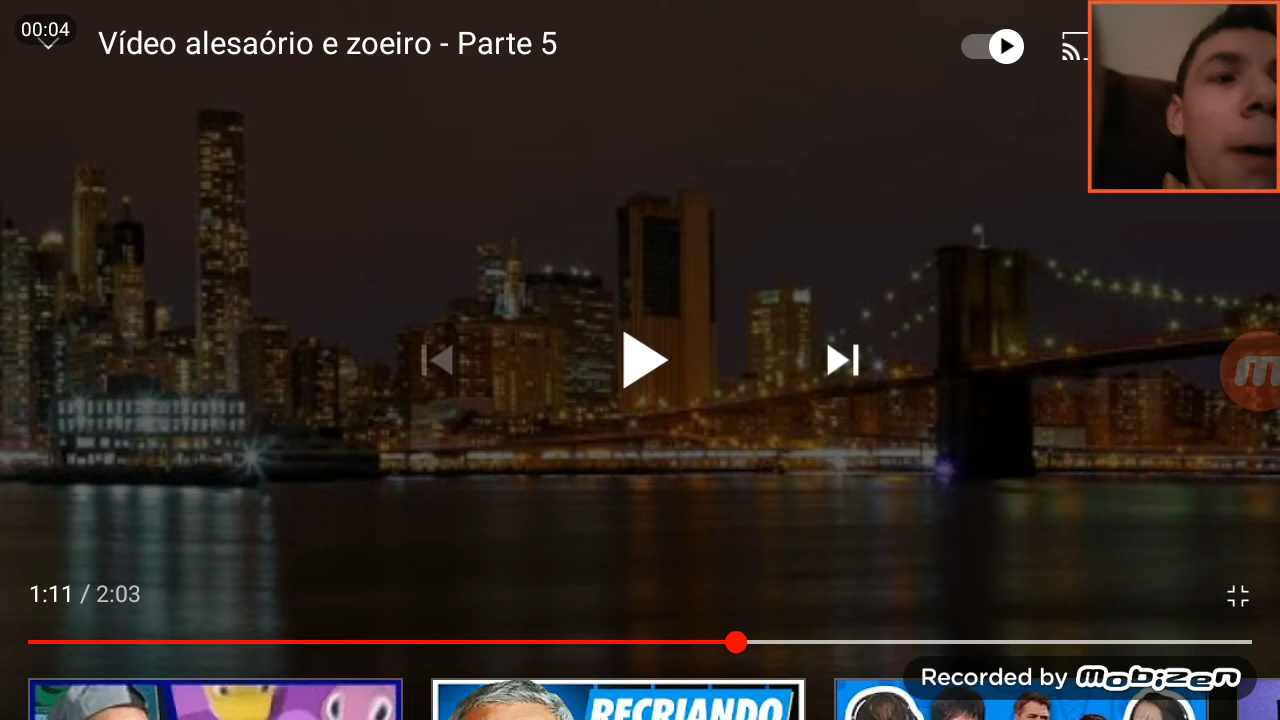 00:04
Vídeo alesaório e zoeiro - Parte 5
1:11 / 2:03
RECRIANDO
Recorded by mobizen